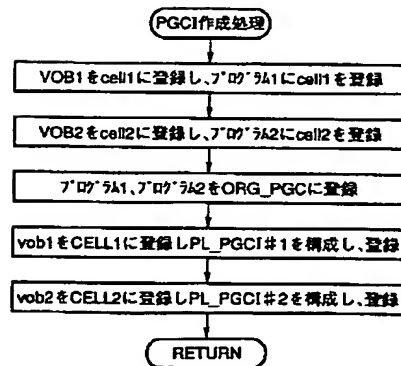 PGCI作成処理
VOB1をcell1に登録し、プログラム1にcell1を登録
VOB2をcell2に登録し、プログラム2にcell2を登録
プログラム1、プログラム2をORG_PGCに登録
vob1をCELL1に登録しPL_PGCI#1を構成し、登録
vob2をCELL2に登録しPL_PGCI#2を構成し、登録
RETURN